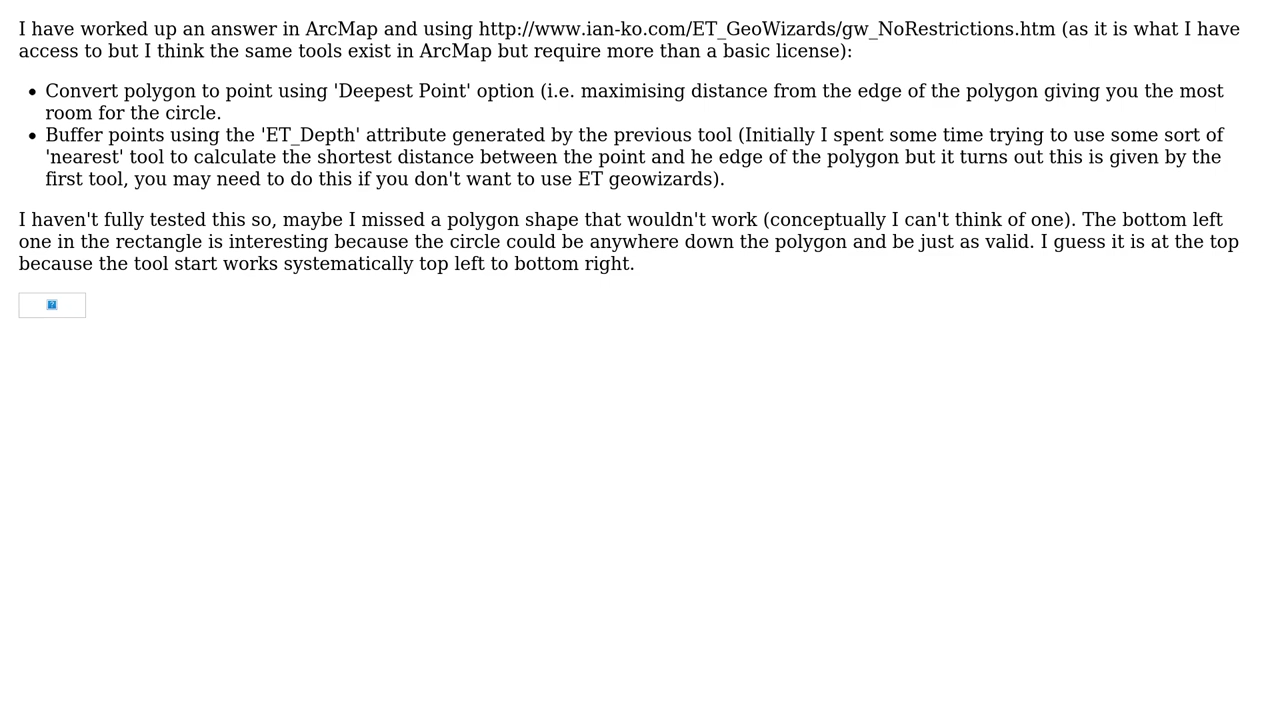 I have worked up an answer in ArcMap and using http://www.ian-ko.com/ET_GeoWizards/gw_NoRestrictions.htm (as it is what I have
access to but I think the same tools exist in ArcMap but require more than a basic license):
• Convert polygon to point using 'Deepest Point' option (i.e. maximising distance from the edge of the polygon giving you the most
room for the circle.
• Buffer points using the 'ET_Depth' attribute generated by the previous tool (Initially I spent some time trying to use some sort of
'nearest' tool to calculate the shortest distance between the point and he edge of the polygon but it turns out this is given by the
first tool, you may need to do this if you don't want to use ET geowizards).
I haven't fully tested this so, maybe I missed a polygon shape that wouldn't work (conceptually I can't think of one). The bottom left
one in the rectangle is interesting because the circle could be anywhere down the polygon and be just as valid. I guess it is at the top
because the tool start works systematically top left to bottom right.